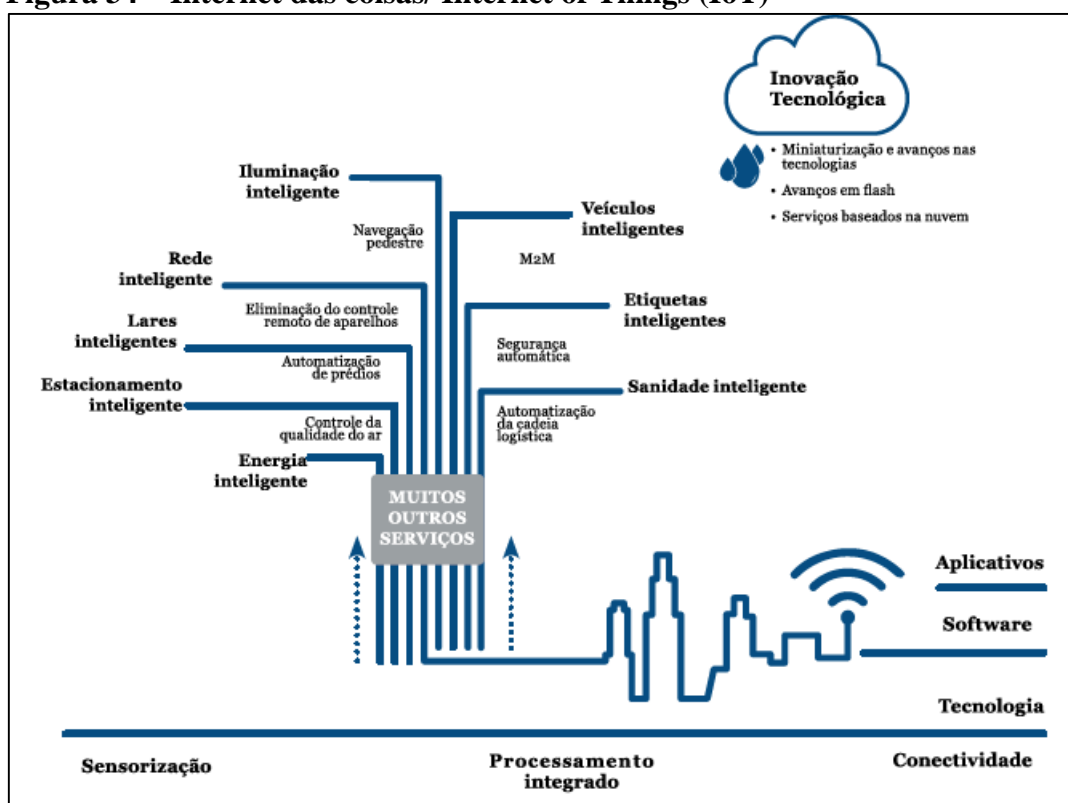 Figura 34 – Internet das coisas/ Internet of Things (IoT)
Inovação
Tecnológica
• Miniaturização e avanços nas
tecnologias
• Avanços em flash
• Serviços baseados na nuvem
Iluminação
inteligente
Navegação
pedestre
Veículos
inteligentes
M2M
Rede
inteligente
Eliminação do controle
remoto de aparelhos
Etiquetas
inteligentes
Lares
inteligentes
Segurança
automática
Automatização
de prédios
Estacionamento
inteligente
Sanidade inteligente
Controle da
qualidade do ar
Automatização
da cadeia
logística
Energia
inteligente
MUITOS
OUTROS
SERVIÇOS
Aplicativos
Software
Tecnologia
Sensorização
Processamento
integrado
Conectividade